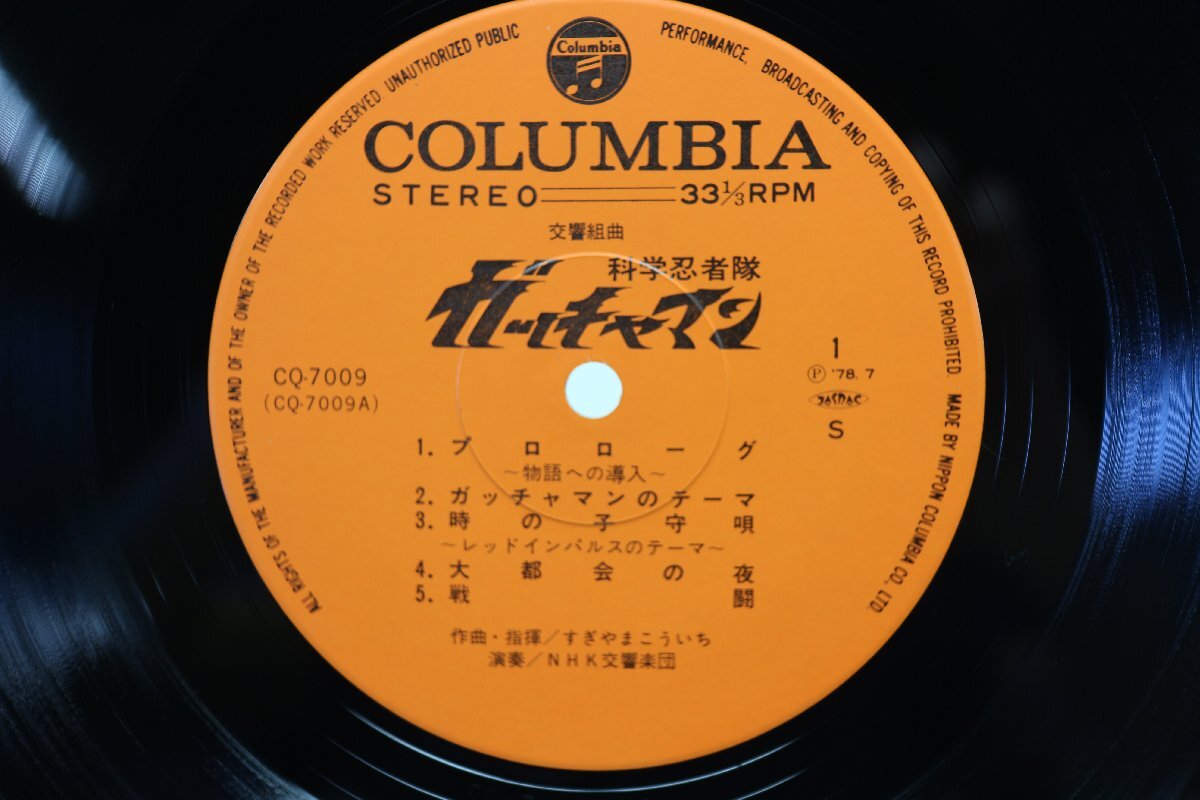 Columbia
ALL RIGHTS OF THE MANUFACTURER AND OF THE OWNER OF THE RECORDED WORK RESERVED. UNAUTHORIZED PUBLIC PERFORMANCE, BROADCASTING AND COPYING OF THIS RECORD PROHIBITED. MADE BY NIPPON COLUMBIA CO., LTD.
COLUMBIA
STEREO 33 1/3 RPM
交響組曲
科学忍者隊
ガッチャマン
CQ-7009
(CQ-7009A)
1
Ⓟ '78. 7
JASRAC
S
1. プロローグ
〜物語への導入〜
2. ガッチャマンのテーマ
3. 時の子守唄
〜レッドインパルスのテーマ〜
4. 大都会の夜
5. 戦闘
作曲・指揮/すぎやまこういち
演奏/NHK交響楽団